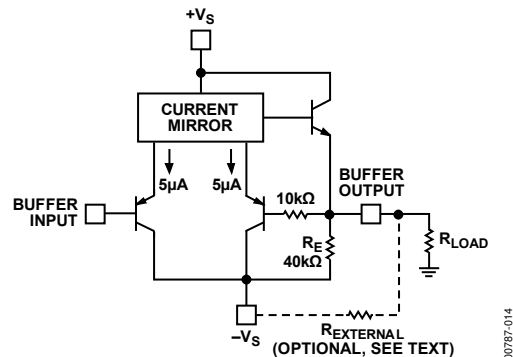 +VS
CURRENT
MIRROR
5µA
5µA
BUFFER
INPUT
10kΩ
BUFFER
OUTPUT
RE
40kΩ
RLOAD
–VS
REXTERNAL
(OPTIONAL, SEE TEXT)
00787-014